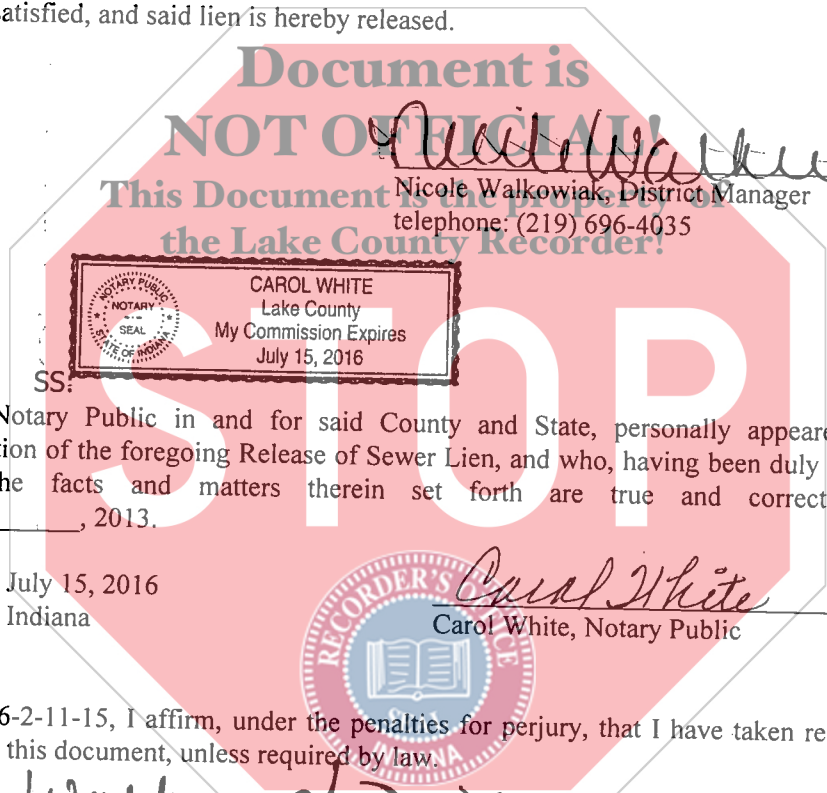 atisfied, and said lien is hereby released.
Document is
NOT OFFICIAL!
This Document is the property of
the Lake County Recorder!
Nicole Walkowiak
Nicole Walkowiak, District Manager
telephone: (219) 696-4035
NOTARY PUBLIC
NOTARY
SEAL
STATE OF INDIANA
CAROL WHITE
Lake County
My Commission Expires
July 15, 2016
STOP
SS:
Notary Public in and for said County and State, personally appeare
tion of the foregoing Release of Sewer Lien, and who, having been duly
he facts and matters therein set forth are true and correct
, 2013.
July 15, 2016
Indiana
Carol White
Carol White, Notary Public
RECORDER'S OFFICE
SEAL
INDIANA
6-2-11-15, I affirm, under the penalties for perjury, that I have taken re
this document, unless required by law.